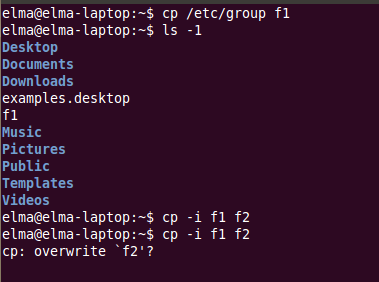 elma@elma-laptop:~$ cp /etc/group f1
elma@elma-laptop:~$ ls -1
Desktop
Documents
Downloads
examples.desktop
f1
Music
Pictures
Public
Templates
Videos
elma@elma-laptop:~$ cp -i f1 f2
elma@elma-laptop:~$ cp -i f1 f2
cp: overwrite `f2'?